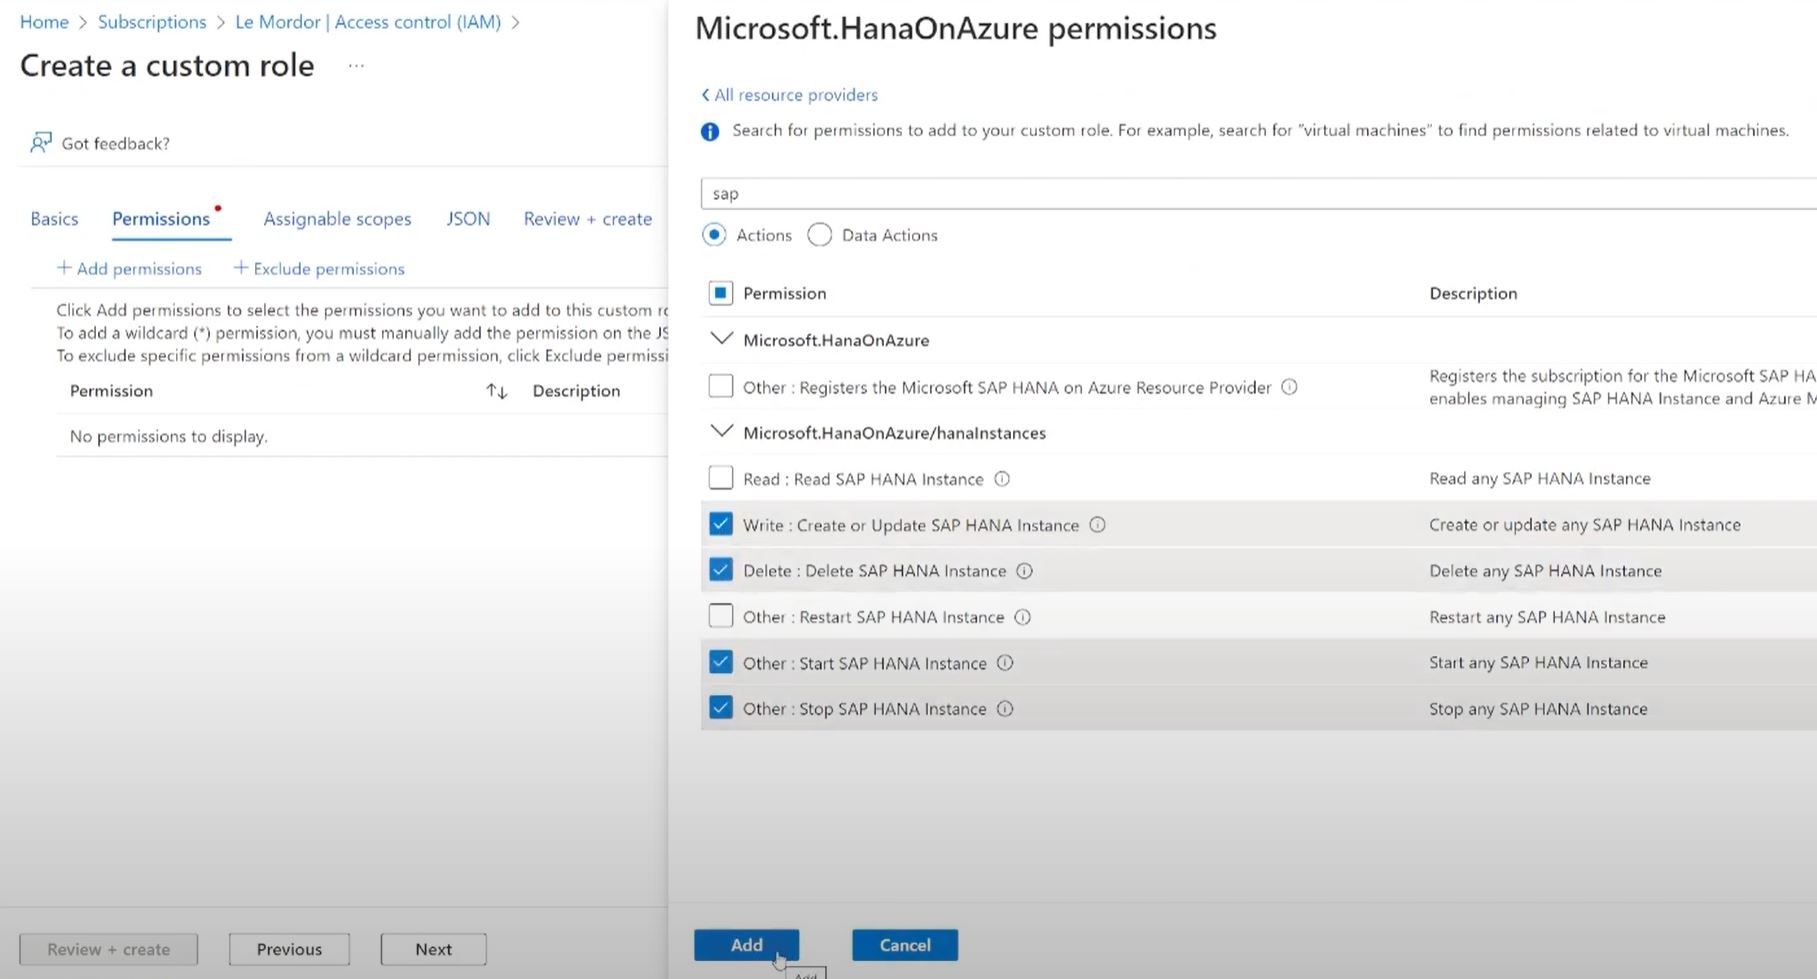 Home > Subscriptions > Le Mordor | Access control (IAM) >
Create a custom role ...
Got feedback?
Basics Permissions Assignable scopes JSON Review + create
+ Add permissions + Exclude permissions
Click Add permissions to select the permissions you want to add to this custom
To add a wildcard (*) permission, you must manually add the permission on the
To exclude specific permissions from a wildcard permission, click Exclude
Permission ↑↓ Description
No permissions to display.
Review + create Previous Next
Microsoft.HanaOnAzure permissions
< All resource providers
Search for permissions to add to your custom role. For example, search for "virtual machines" to find permissions related to virtual machines.
sap
Actions Data Actions
Permission Description
Microsoft.HanaOnAzure
Other : Registers the Microsoft SAP HANA on Azure Resource Provider
Registers the subscription for the Microsoft SAP
enables managing SAP HANA Instance and Azure
Microsoft.HanaOnAzure/hanaInstances
Read : Read SAP HANA Instance Read any SAP HANA Instance
Write : Create or Update SAP HANA Instance Create or update any SAP HANA Instance
Delete : Delete SAP HANA Instance Delete any SAP HANA Instance
Other : Restart SAP HANA Instance Restart any SAP HANA Instance
Other : Start SAP HANA Instance Start any SAP HANA Instance
Other : Stop SAP HANA Instance Stop any SAP HANA Instance
Add Cancel